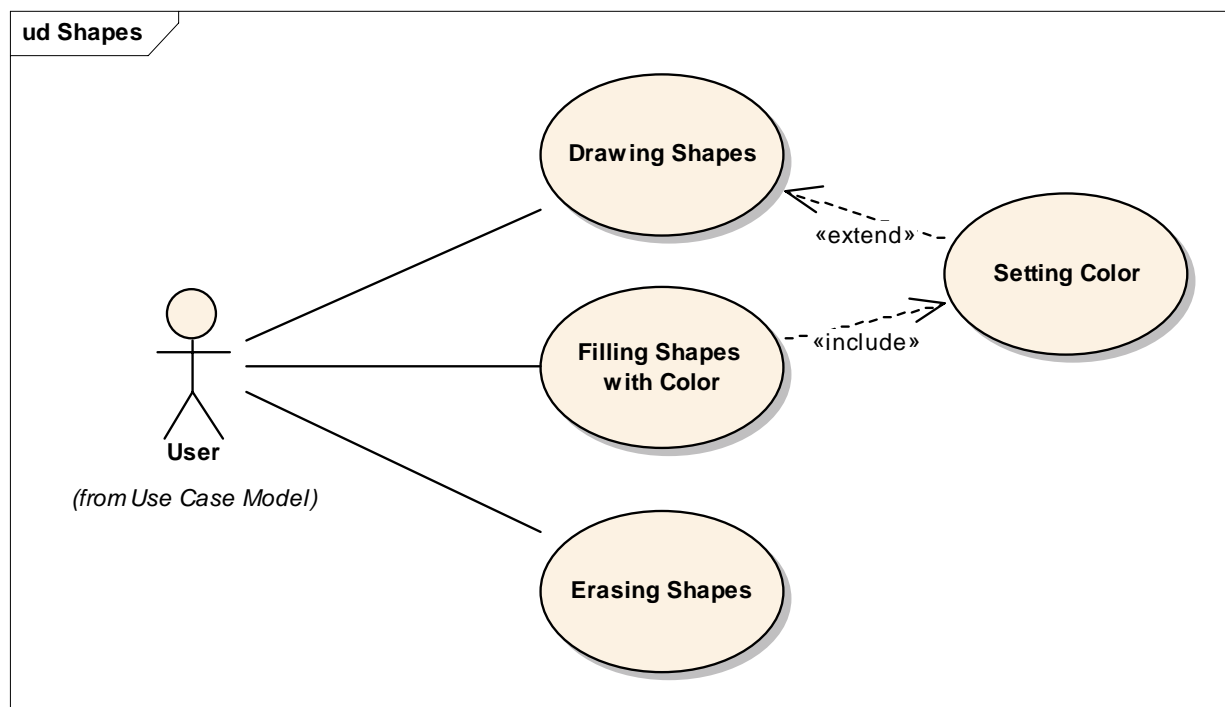 ud Shapes
Drawing Shapes
«extend»
Setting Color
Filling Shapes
with Color
«include»
User
(from Use Case Model)
Erasing Shapes